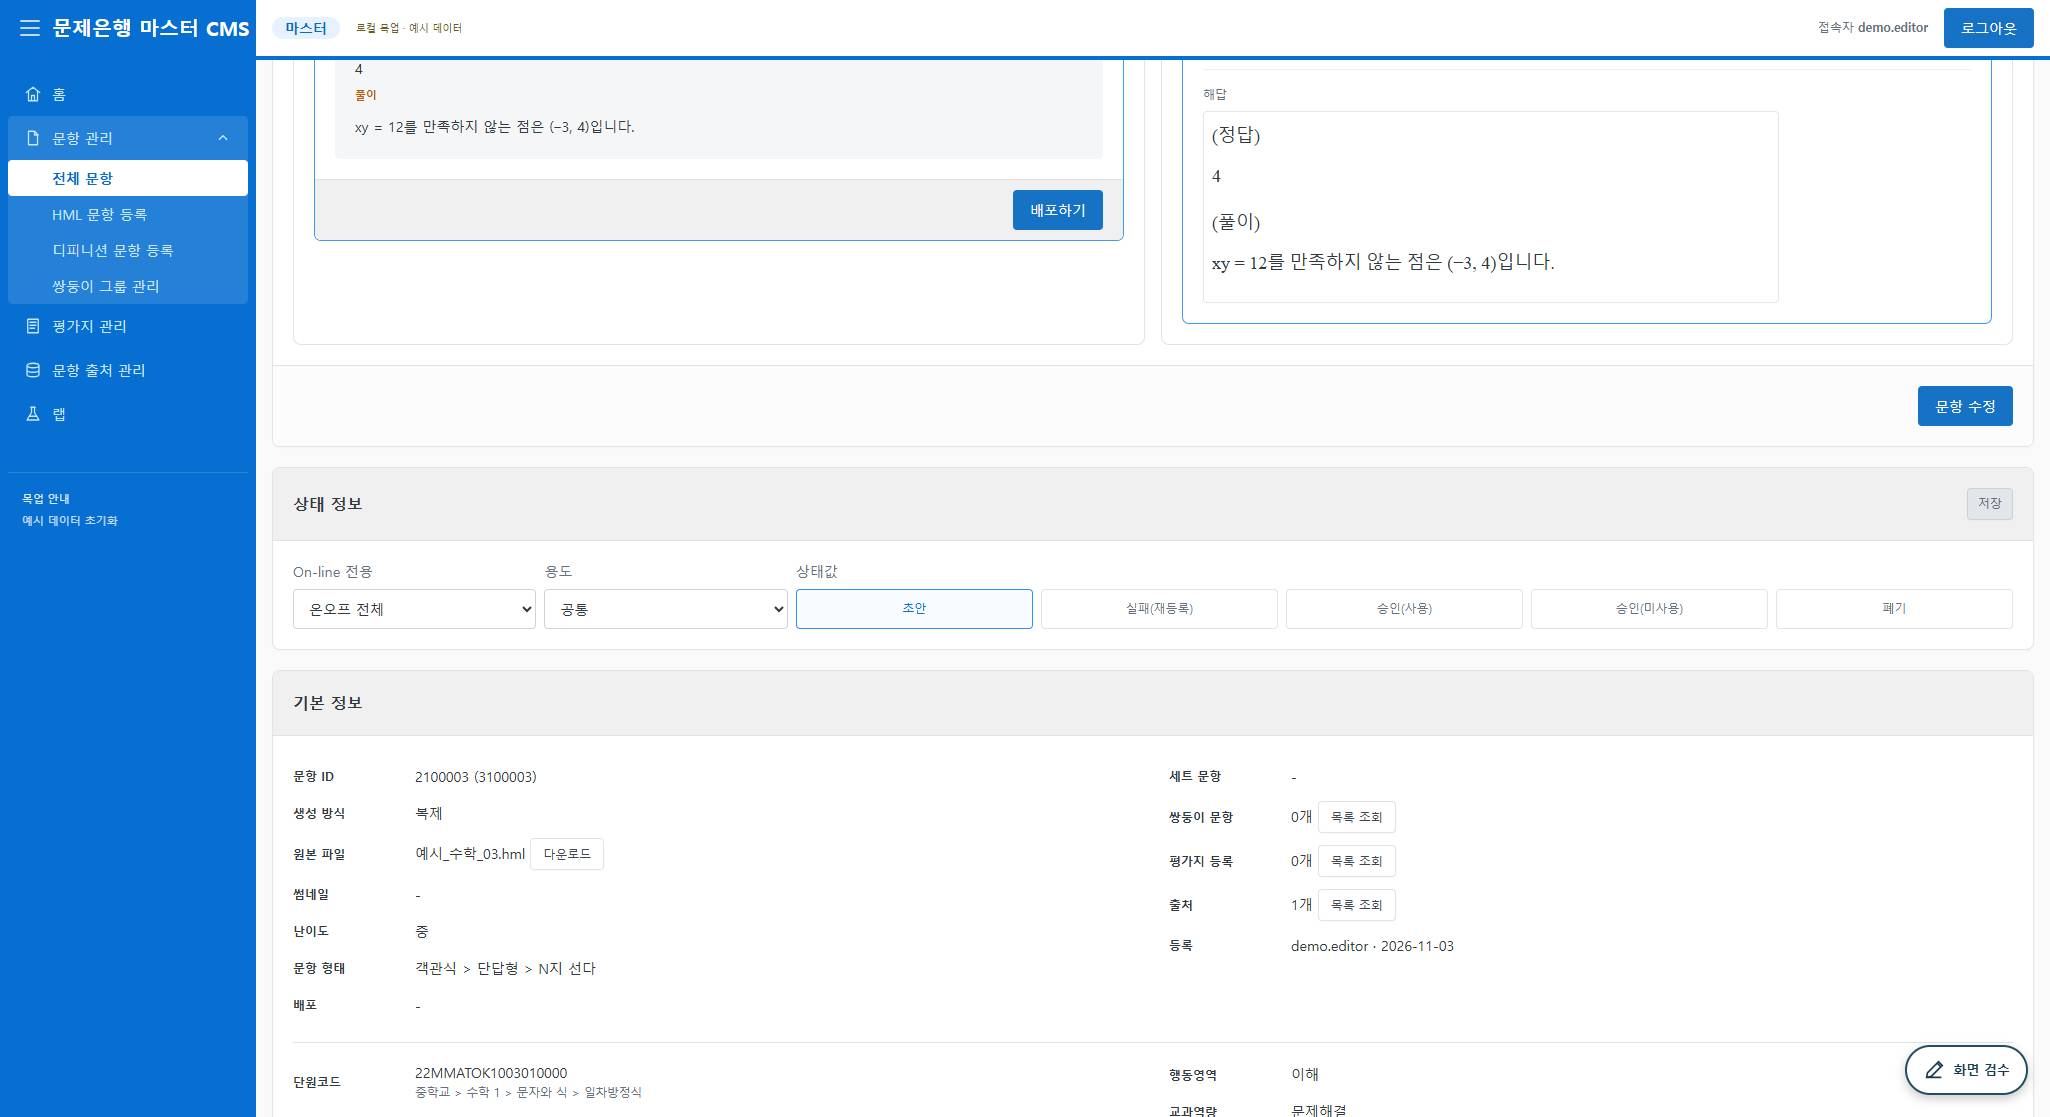 문제은행 마스터 CMS
홈
문항 관리
전체 문항
HML 문항 등록
디피니션 문항 등록
쌍둥이 그룹 관리
평가지 관리
문항 출처 관리
랩
목업 안내
예시 데이터 초기화
마스터
로컬 목업 · 예시 데이터
접속자 demo.editor
로그아웃
4
풀이
xy = 12를 만족하지 않는 점은 (−3, 4)입니다.
배포하기
해답
(정답)
4
(풀이)
xy = 12를 만족하지 않는 점은 (−3, 4)입니다.
문항 수정
상태 정보
저장
On-line 전용
용도
상태값
온오프 전체
공통
초안
실패(재등록)
승인(사용)
승인(미사용)
폐기
기본 정보
문항 ID
2100003 (3100003)
생성 방식
복제
원본 파일
예시_수학_03.hml
다운로드
썸네일
-
난이도
중
문항 형태
객관식 > 단답형 > N지 선다
배포
-
세트 문항
-
쌍둥이 문항
0개
목록 조회
평가지 등록
0개
목록 조회
출처
1개
목록 조회
등록
demo.editor · 2026-11-03
단원코드
22MMATOK1003010000
중학교 > 수학 1 > 문자와 식 > 일차방정식
행동영역
이해
교과역량
문제해결
화면 검수